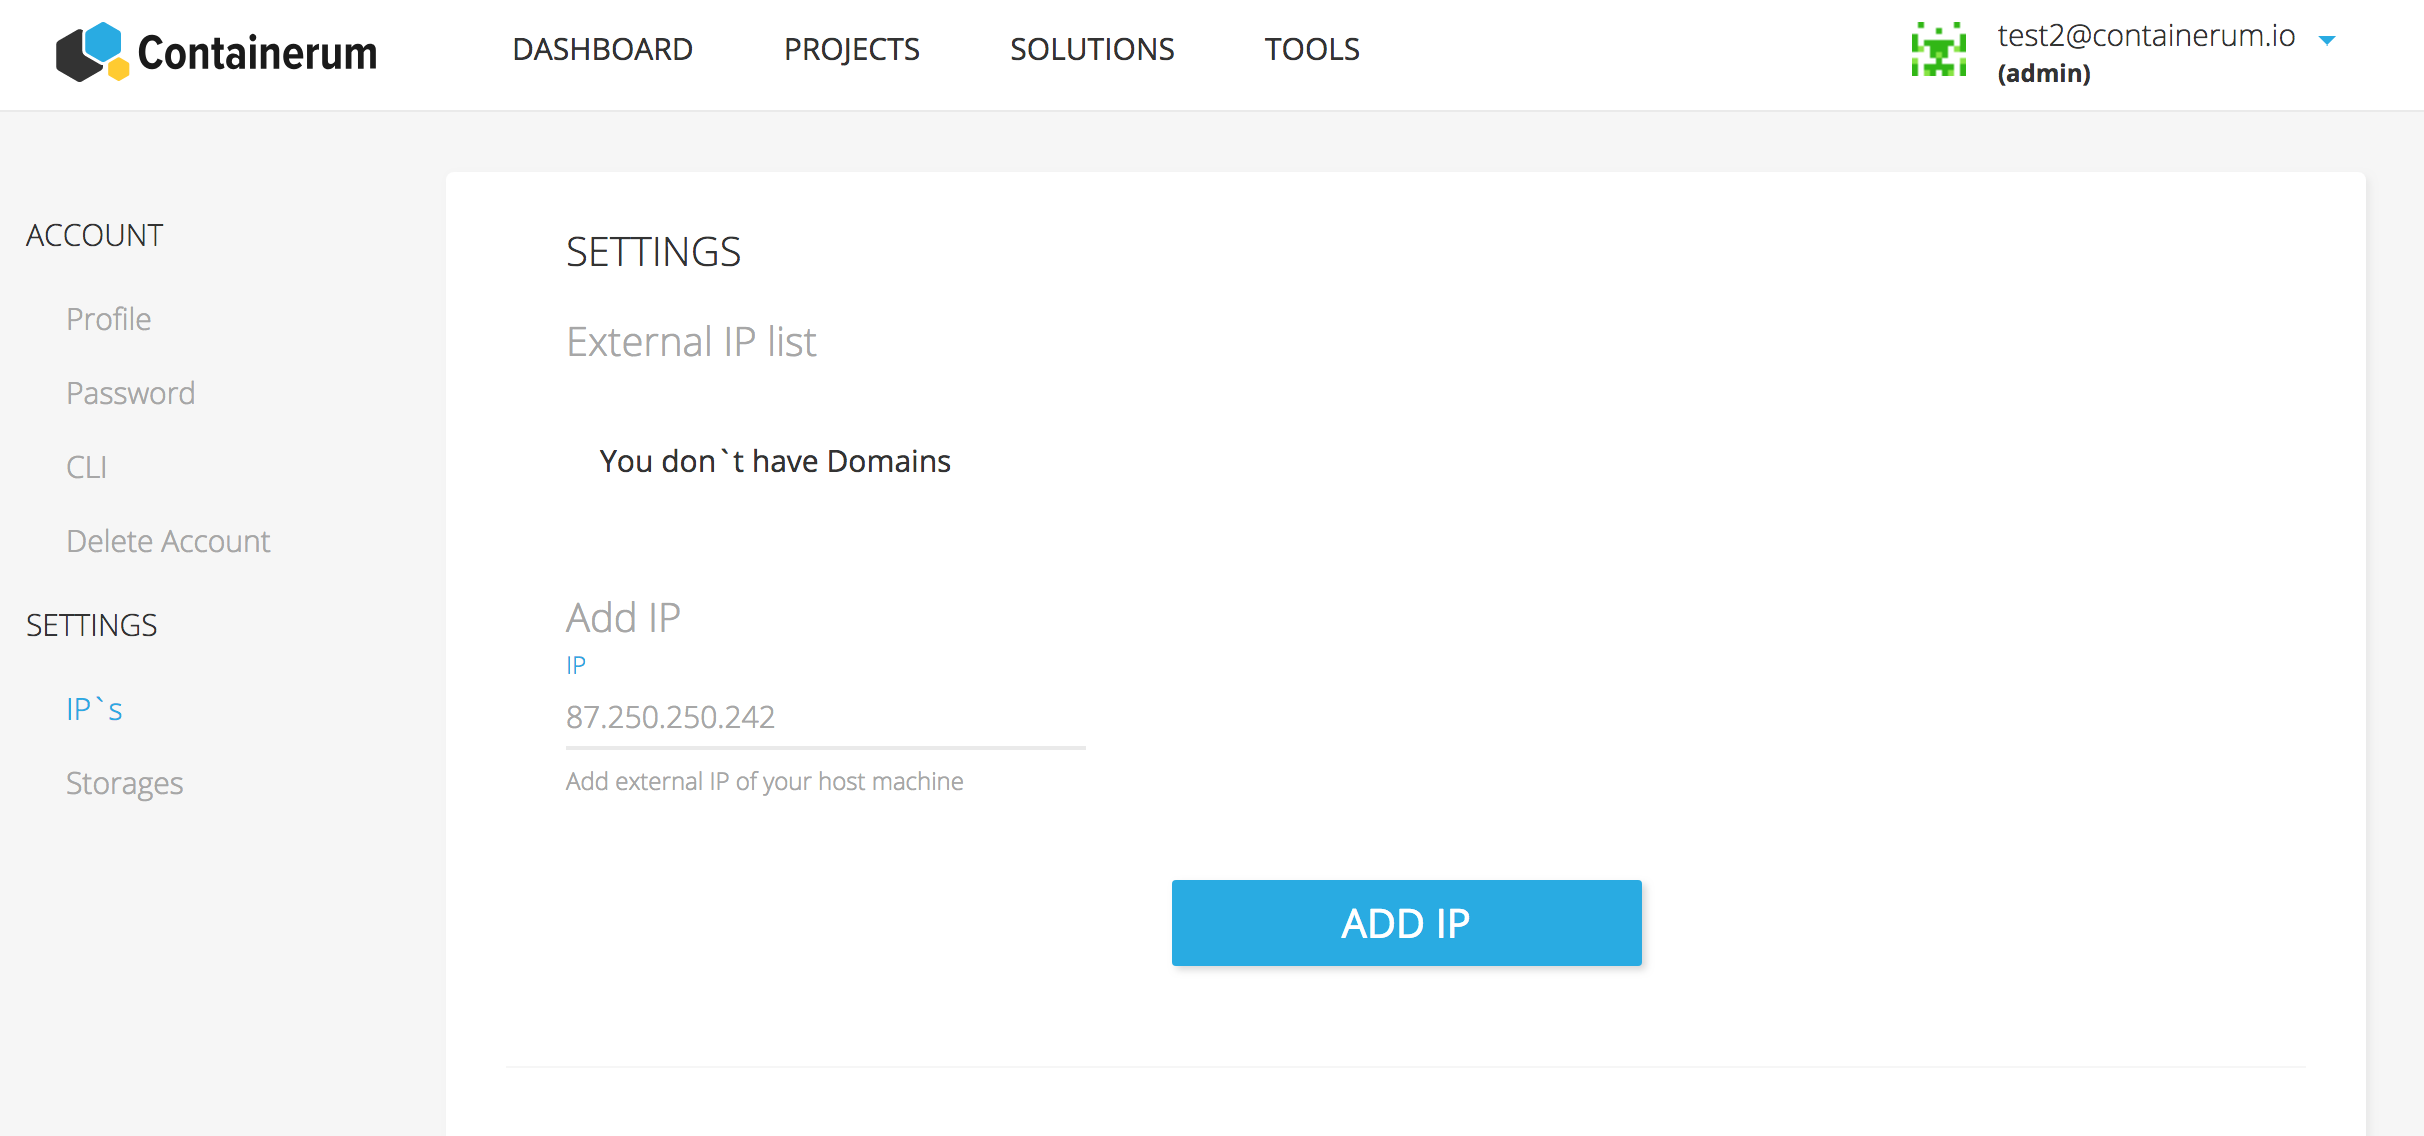 Containerum
DASHBOARD
PROJECTS
SOLUTIONS
TOOLS
test2@containerum.io
(admin)
ACCOUNT
Profile
Password
CLI
Delete Account
SETTINGS
IP`s
Storages
SETTINGS
External IP list
You don`t have Domains
Add IP
IP
87.250.250.242
Add external IP of your host machine
ADD IP